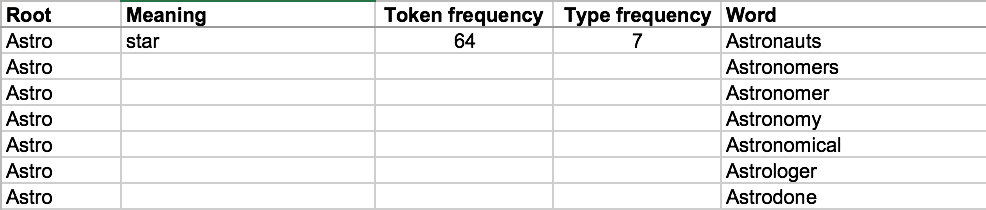 Root Meaning Token frequency Type frequency Word
Astro star 64 7 Astronauts
Astro Astronomers
Astro Astronomer
Astro Astronomy
Astro Astronomical
Astro Astrologer
Astro Astrodone